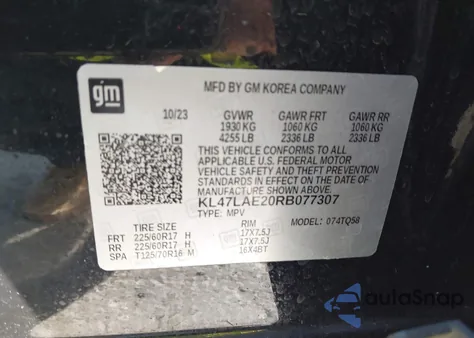 gm
MFD BY GM KOREA COMPANY
10/23 GVWR GAWR FRT GAWR RR
1930 KG 1060 KG 1060 KG
4255 LB 2336 LB 2336 LB
THIS VEHICLE CONFORMS TO ALL
APPLICABLE U.S. FEDERAL MOTOR
VEHICLE SAFETY AND THEFT PREVENTION
STANDARDS IN EFFECT ON THE DATE OF
MANUFACTURE SHOWN ABOVE.
KL47LAE20RB077307
TYPE: MPV MODEL: 074TQ58
TIRE SIZE RIM
FRT 225/60R17 H 17X7.5J
RR 225/60R17 H 17X7.5J
SPA T125/70R16 M 16X4BT
aulaSnap